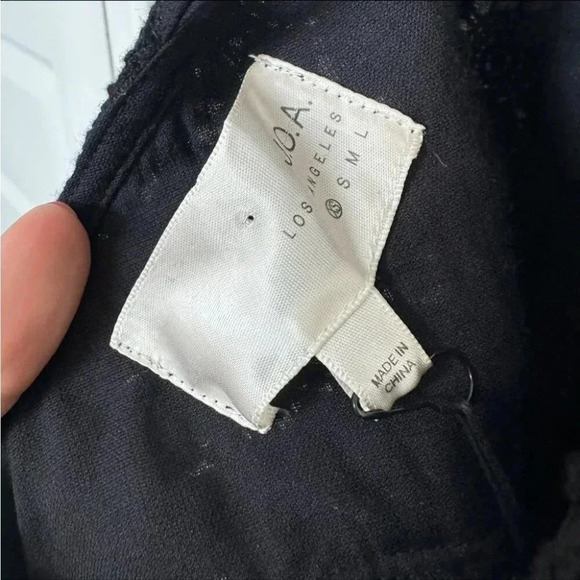 J.O.A.
LOS ANGELES
XS S M L
MADE IN
CHINA